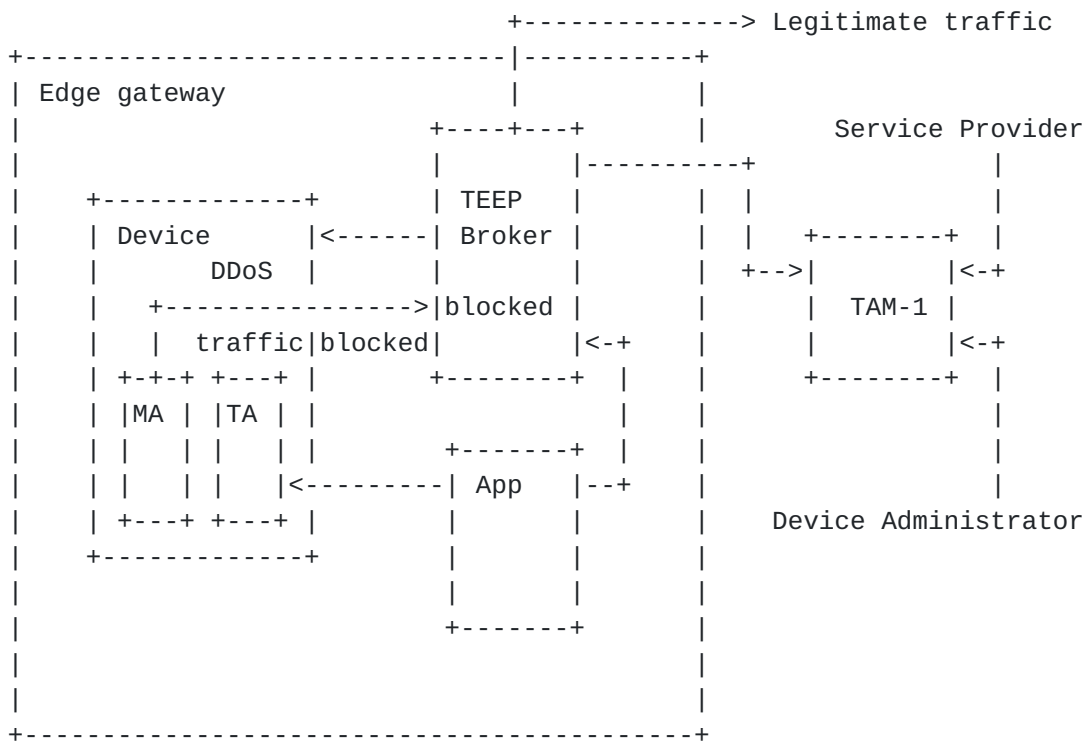 Legitimate traffic
Edge gateway
Service Provider
TEEP
Device
Broker
DDoS
blocked
TAM-1
traffic
blocked
MA
TA
App
Device Administrator